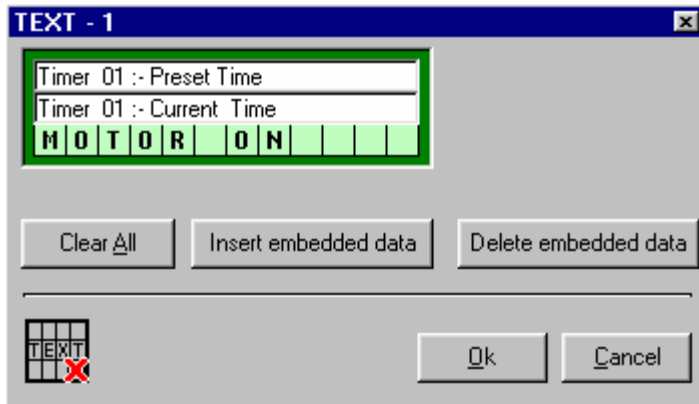 TEXT - 1
Timer 01 :- Preset Time
Timer 01 :- Current Time
MOTOR ON
Clear All Insert embedded data Delete embedded data
TEXT
Ok Cancel